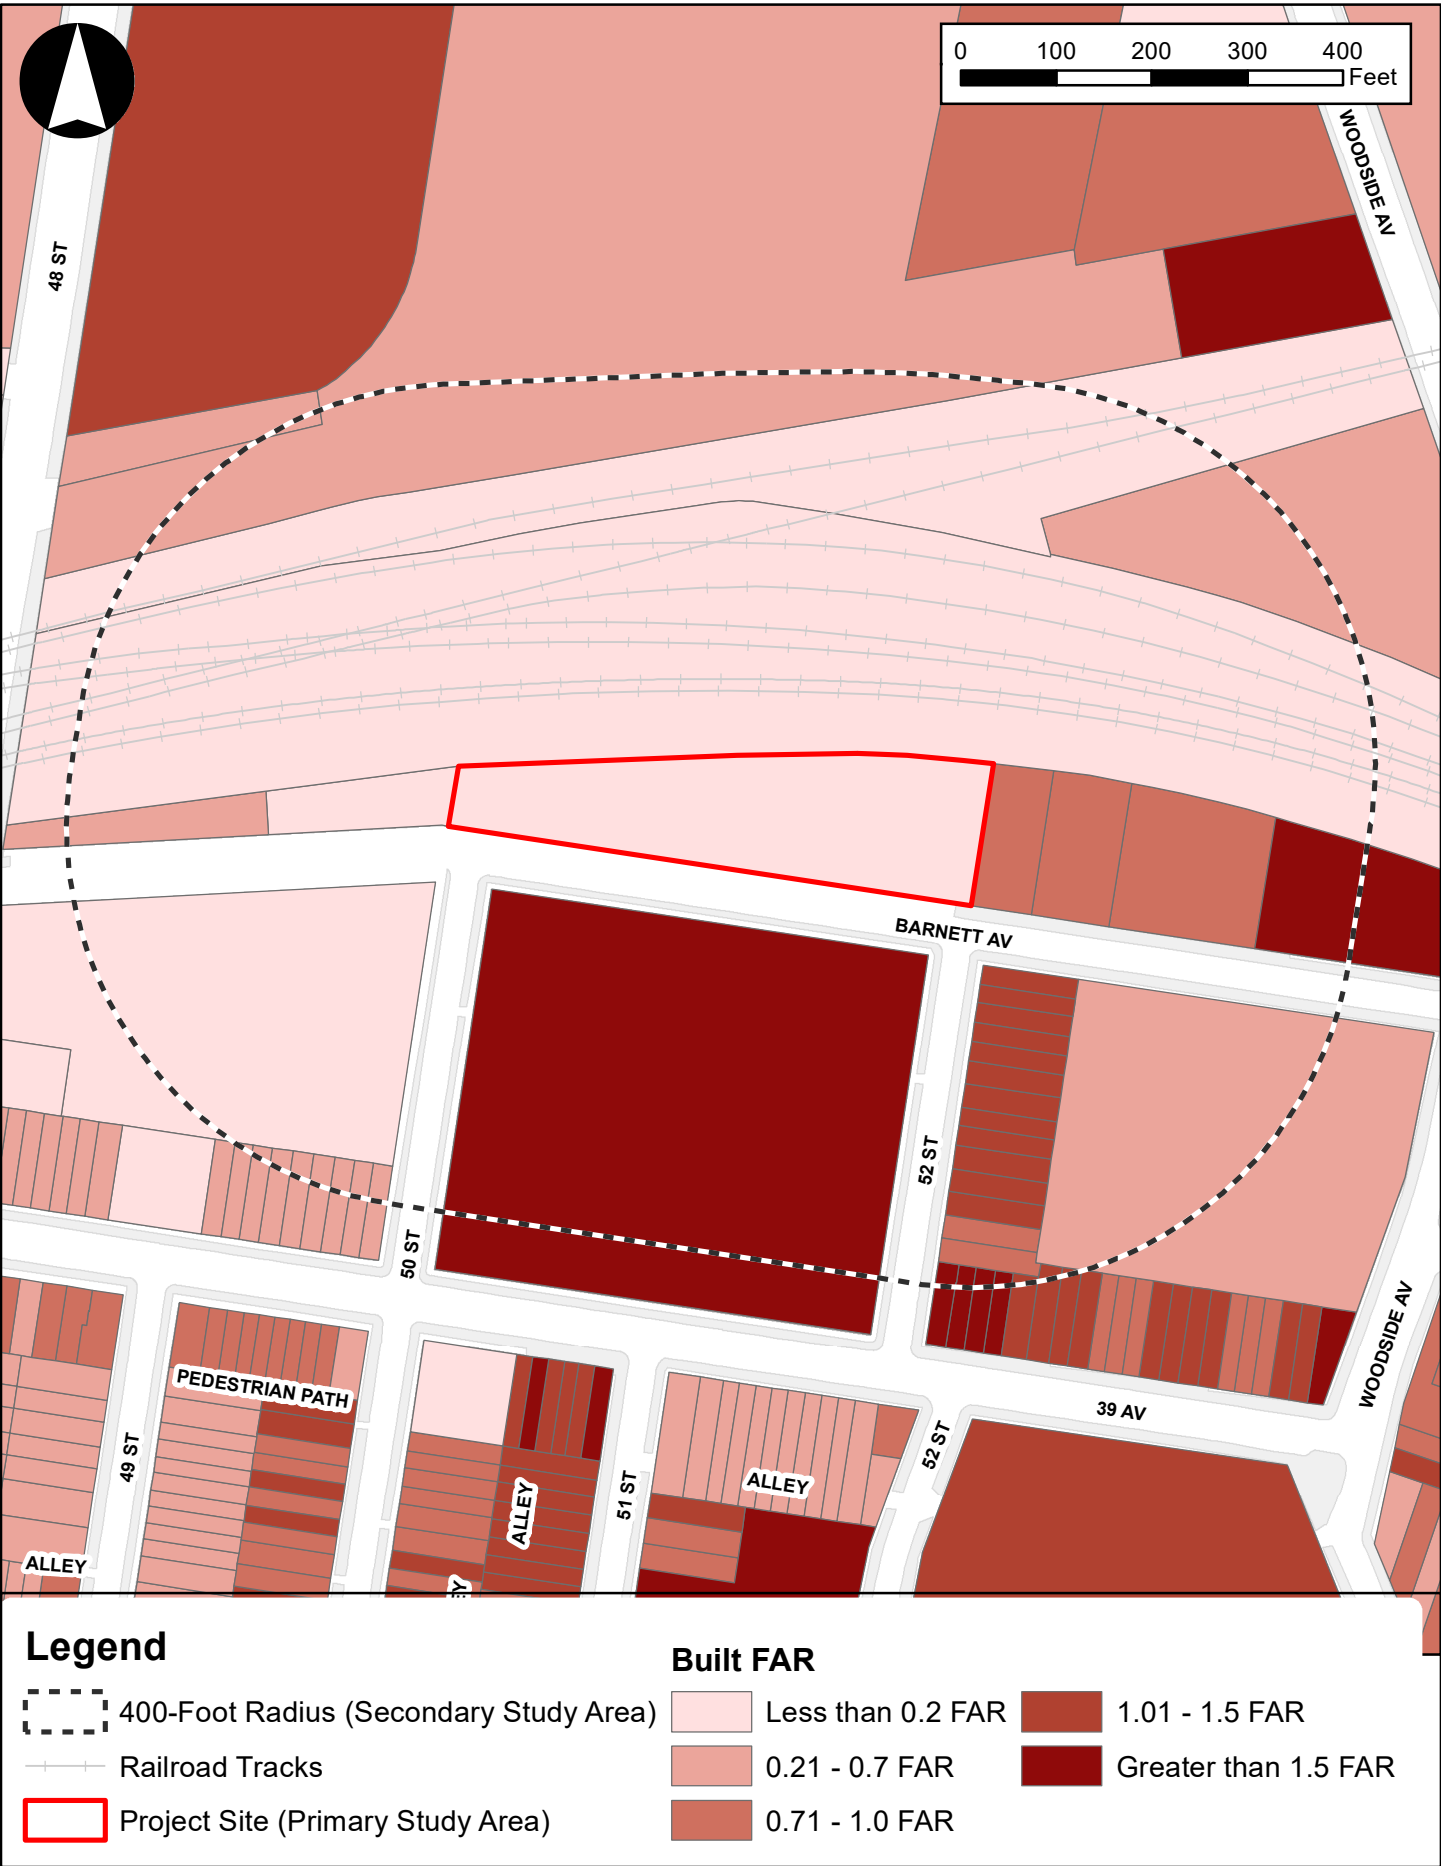 0 100 200 300 400
Feet
WOODSIDE AV
48 ST
BARNETT AV
52 ST
50 ST
WOODSIDE AV
PEDESTRIAN PATH
39 AV
49 ST
52 ST
51 ST
ALLEY
ALLEY
ALLEY
EY
Legend
400-Foot Radius (Secondary Study Area)
Railroad Tracks
Project Site (Primary Study Area)
Built FAR
Less than 0.2 FAR
0.21 - 0.7 FAR
0.71 - 1.0 FAR
1.01 - 1.5 FAR
Greater than 1.5 FAR